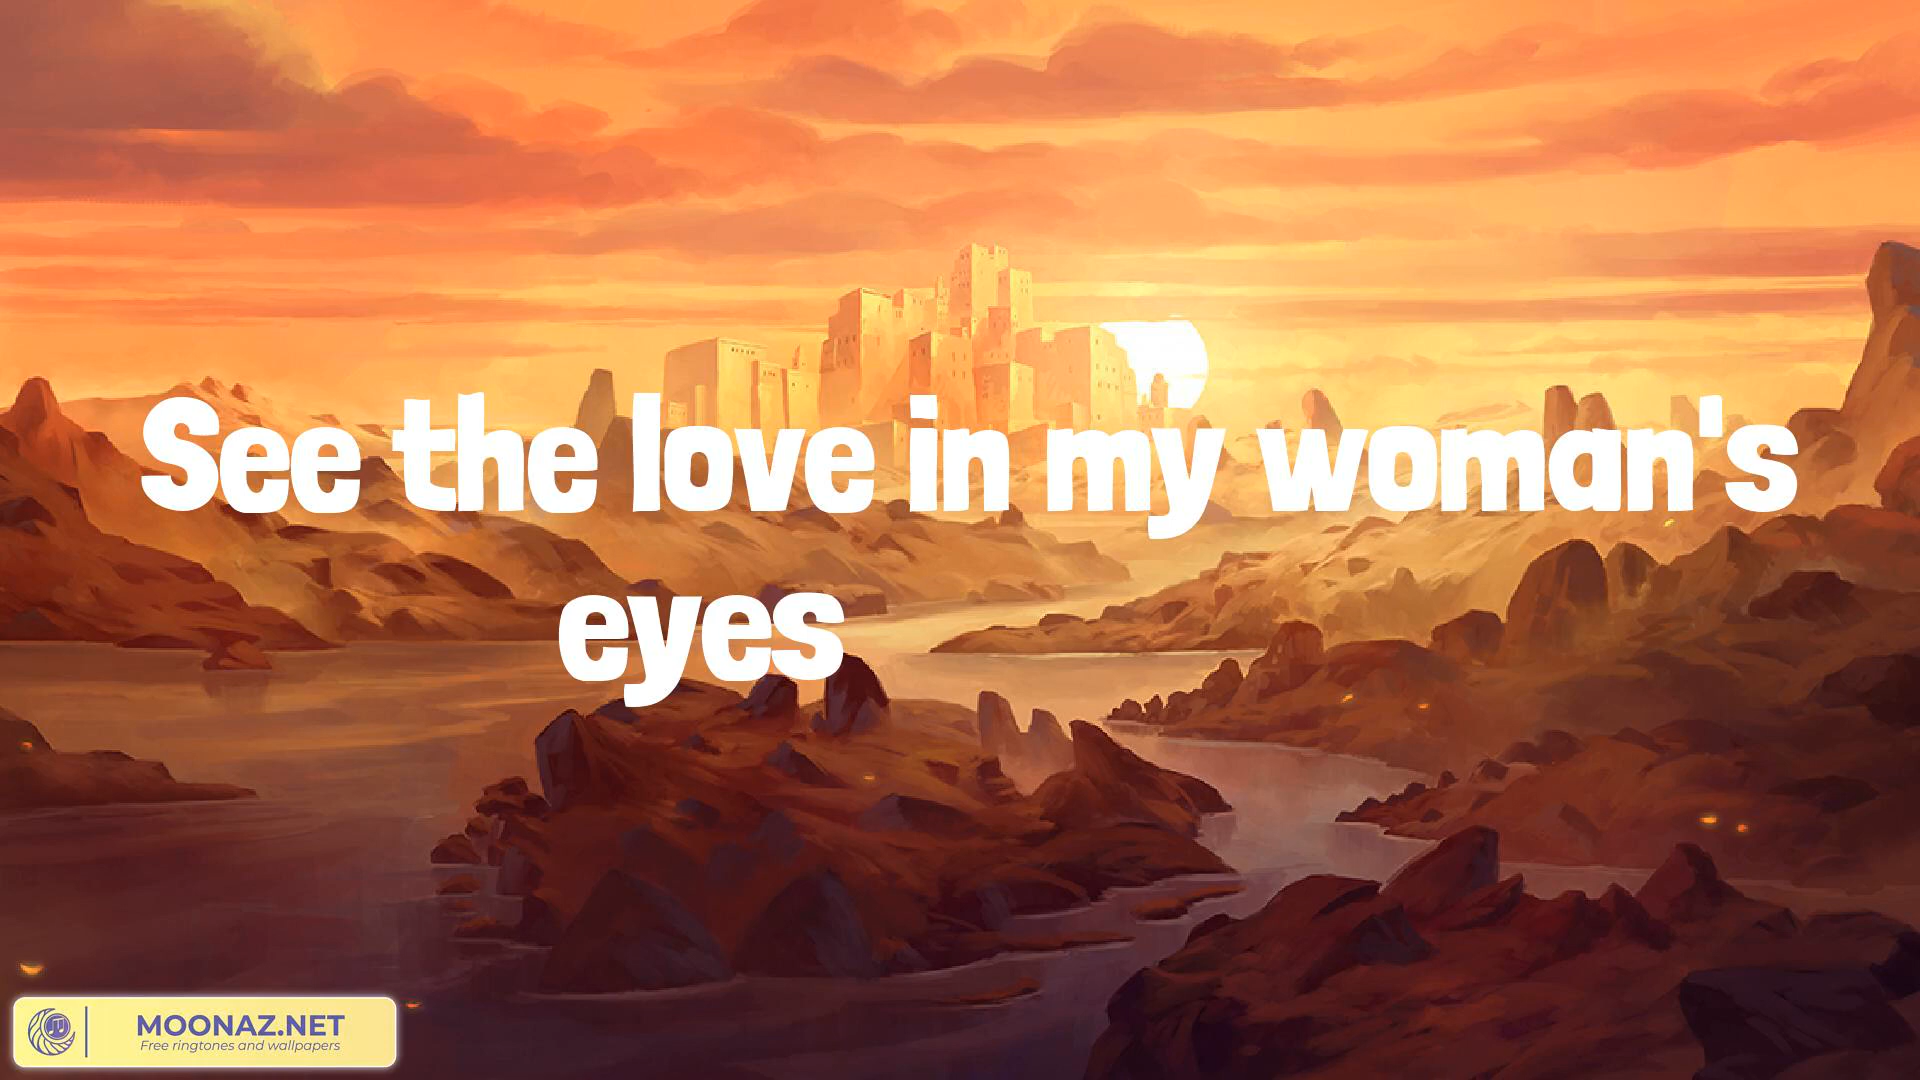 See the love in my woman's
eyes
MOONAZ.NET
Free ringtones and wallpapers